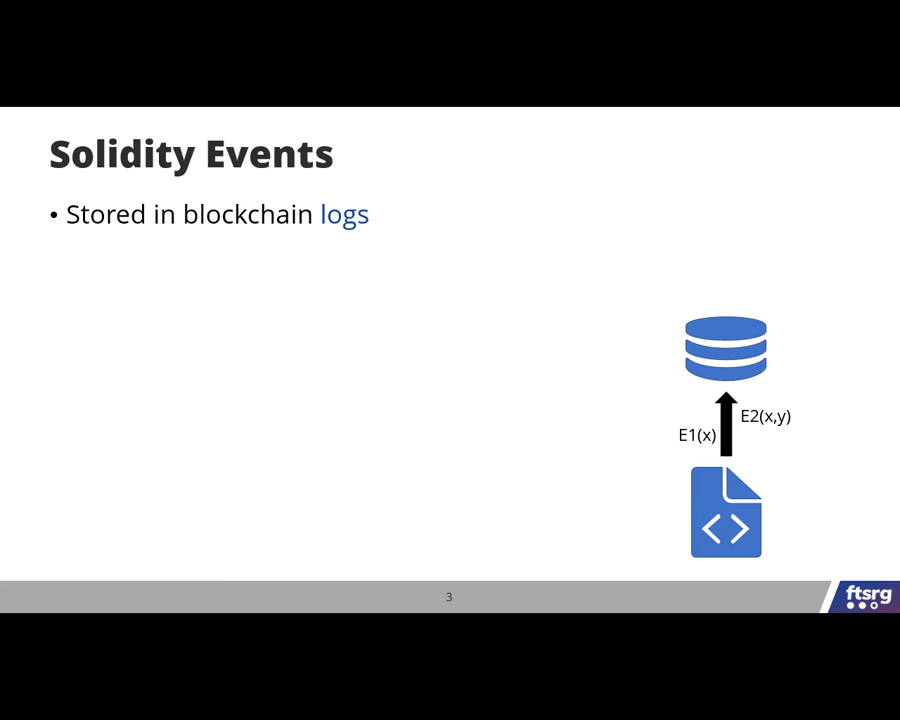 Solidity Events
• Stored in blockchain logs
E2(x,y)
E1(x)
<>
3
ftsrg